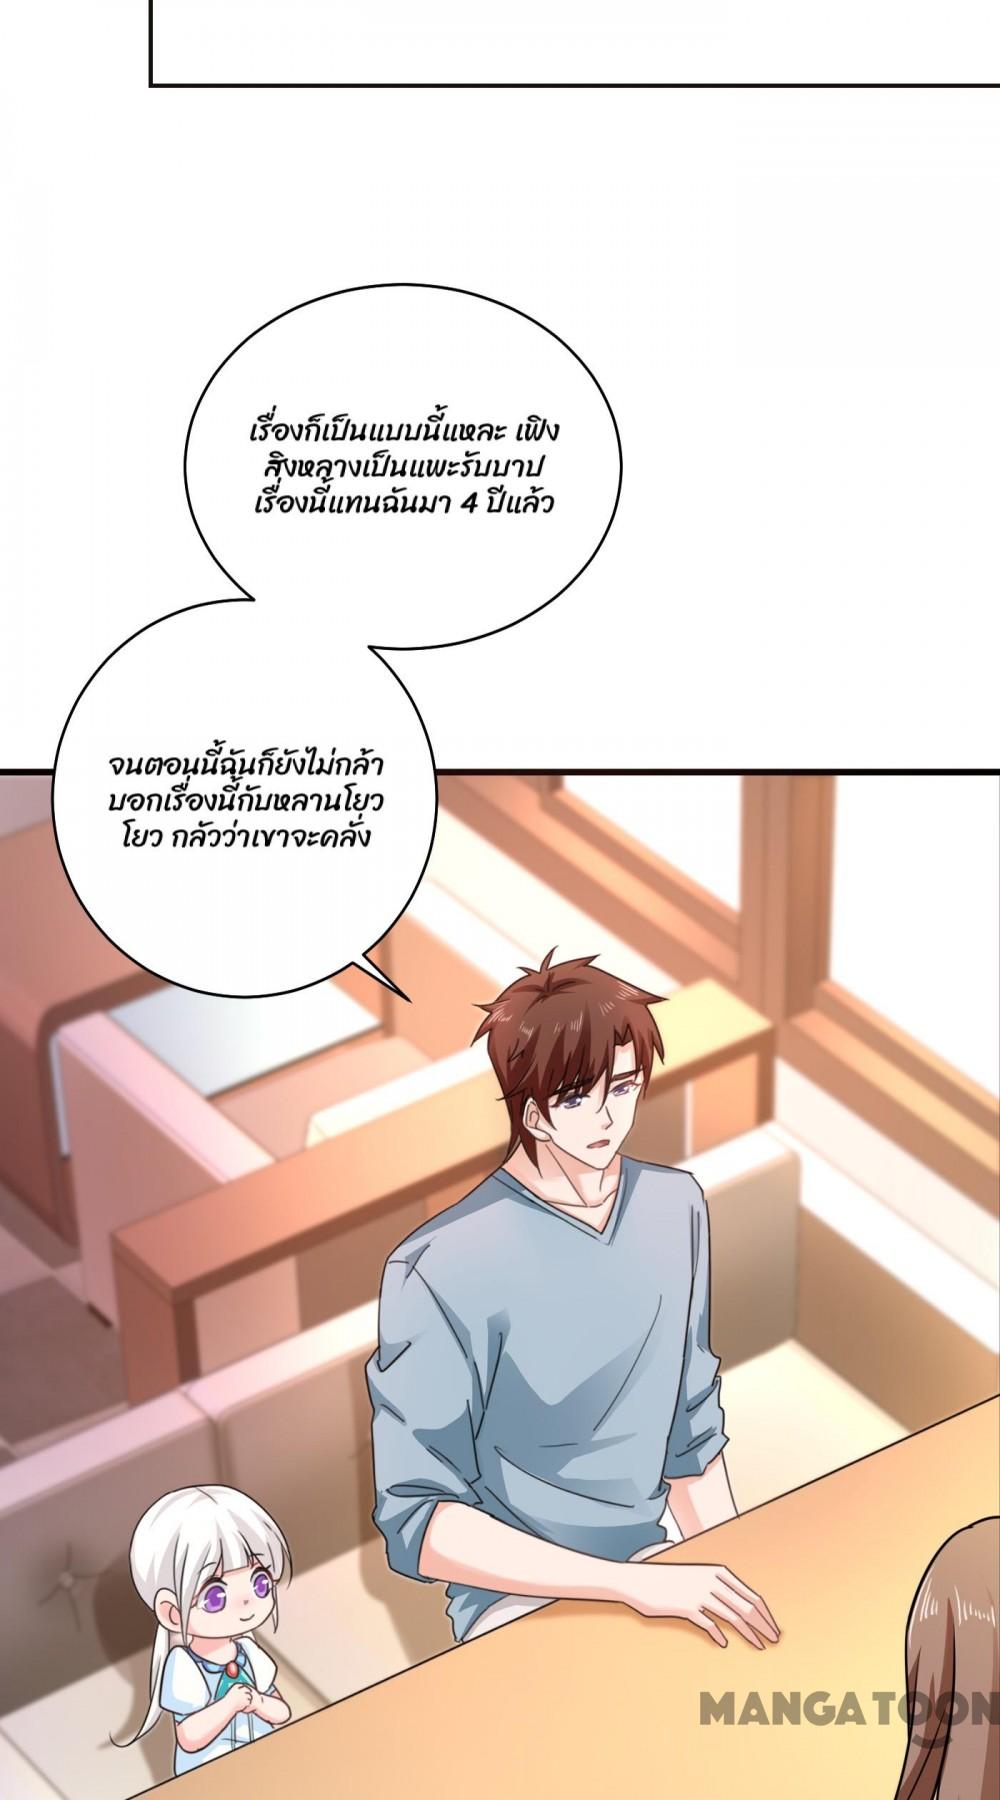 เรื่องก็เป็นแบบนี้แหละ เฟิง
สิงหลางเป็นแพะรับบาป
เรื่องนี้แทนฉันมา 4 ปีแล้ว
จนตอนนี้ฉันก็ยังไม่กล้า
บอกเรื่องนี้กับหลานโยว
โยว กลัวว่าเขาจะคลั่ง
MANGATOON